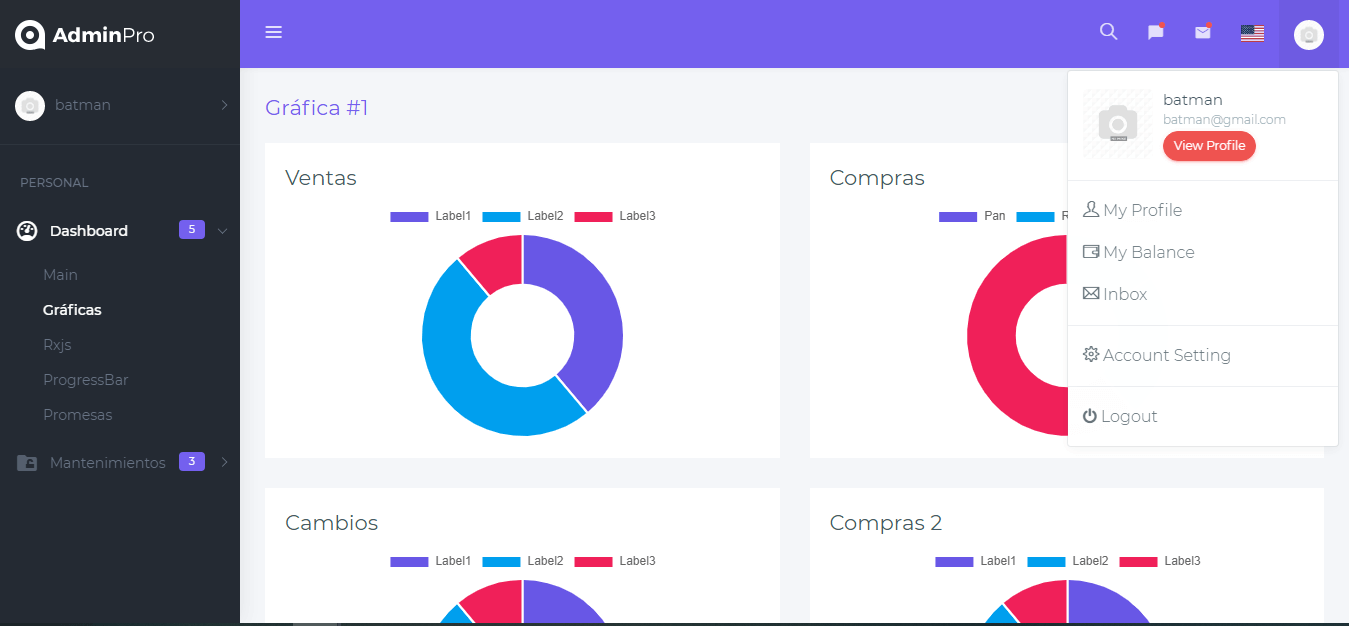 AdminPro
batman
PERSONAL
Dashboard 5
Main
Gráficas
Rxjs
ProgressBar
Promesas
Mantenimientos 3
Gráfica #1
Ventas
Label1 Label2 Label3
Compras
Pan
Cambios
Label1 Label2 Label3
Compras 2
Label1 Label2 Label3
batman
batman@gmail.com
View Profile
My Profile
My Balance
Inbox
Account Setting
Logout